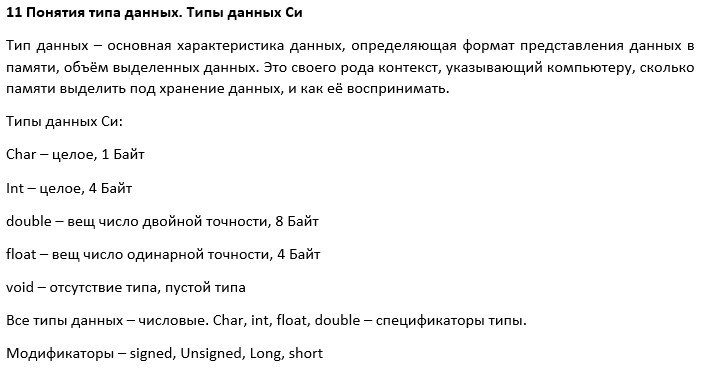 11 Понятия типа данных. Типы данных Си
Тип данных – основная характеристика данных, определяющая формат представления данных в
памяти, объём выделенных данных. Это своего рода контекст, указывающий компьютеру, сколько
памяти выделить под хранение данных, и как её воспринимать.
Типы данных Си:
Char – целое, 1 Байт
Int – целое, 4 Байт
double – вещ число двойной точности, 8 Байт
float – вещ число одинарной точности, 4 Байт
void – отсутствие типа, пустой типа
Все типы данных – числовые. Char, int, float, double – спецификаторы типы.
Модификаторы – signed, Unsigned, Long, short